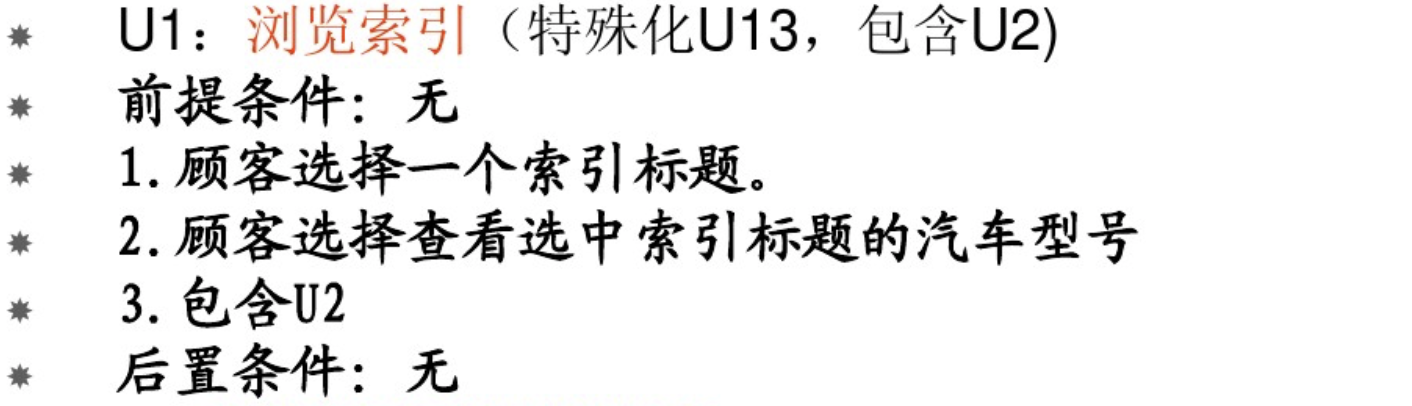 U1：浏览索引（特殊化U13，包含U2)
前提条件：无
1.顾客选择一个索引标题。
2.顾客选择查看选中索引标题的汽车型号
3.包含U2
后置条件：无